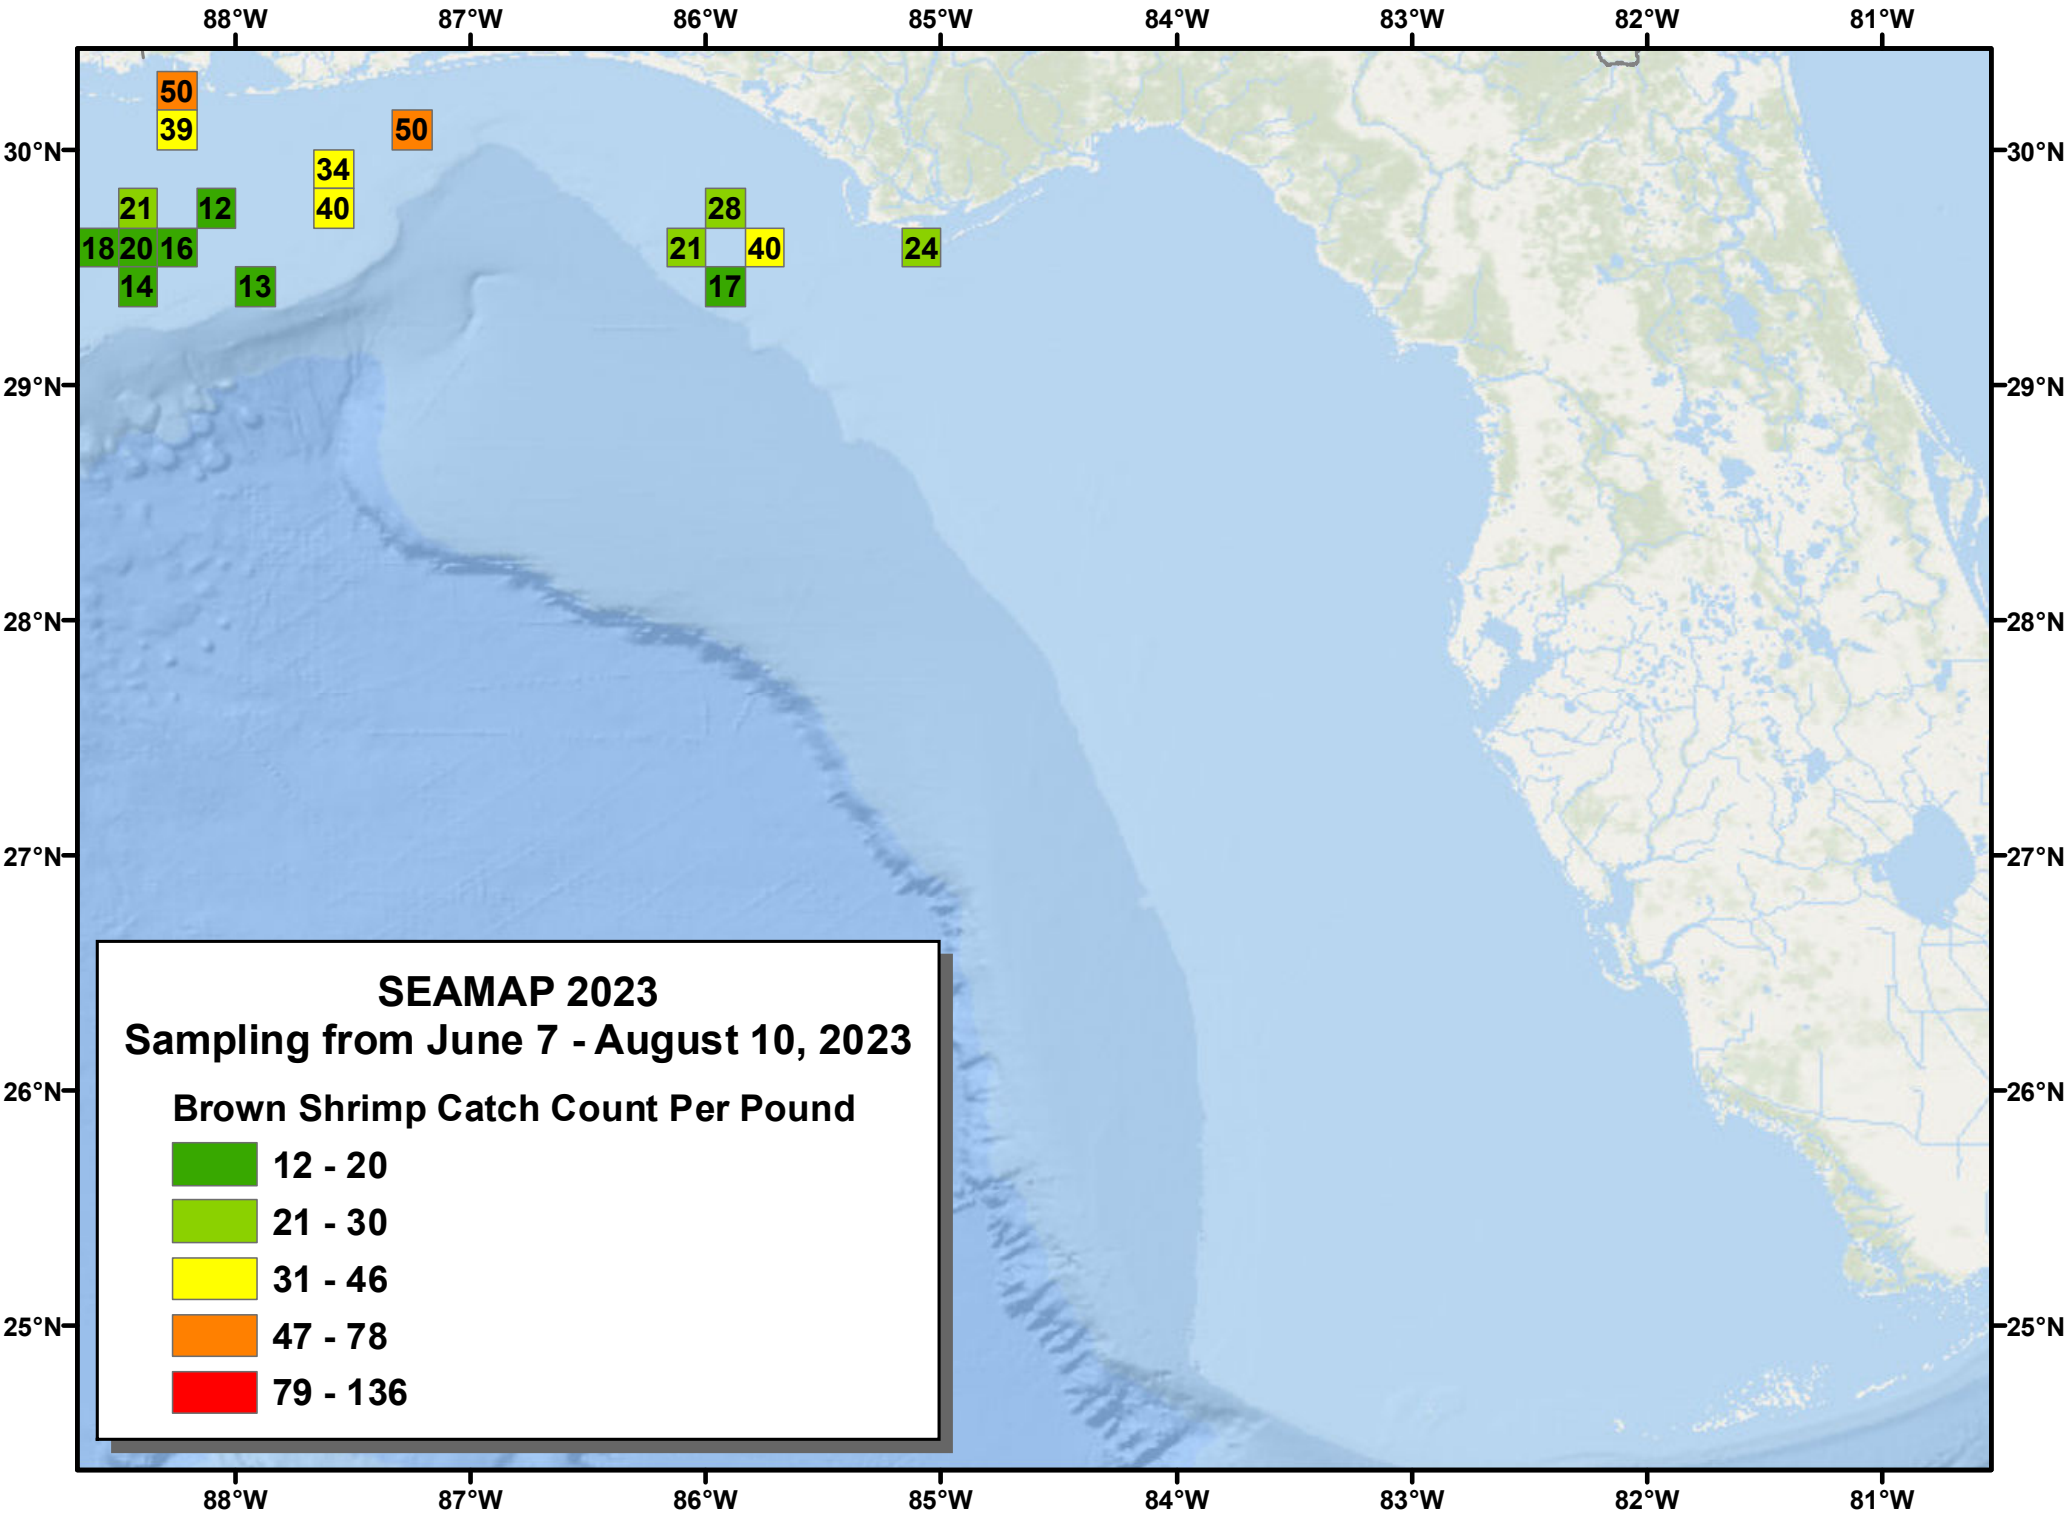 88°W 87°W 86°W 85°W 84°W 83°W 82°W 81°W
50
39 50
30°N 30°N
34
21 12 40 28
18 20 16 21 40 24
14 13 17
29°N 29°N
28°N 28°N
27°N 27°N
SEAMAP 2023
Sampling from June 7 - August 10, 2023
26°N 26°N
Brown Shrimp Catch Count Per Pound
12 - 20
21 - 30
31 - 46
25°N 25°N
47 - 78
79 - 136
88°W 87°W 86°W 85°W 84°W 83°W 82°W 81°W